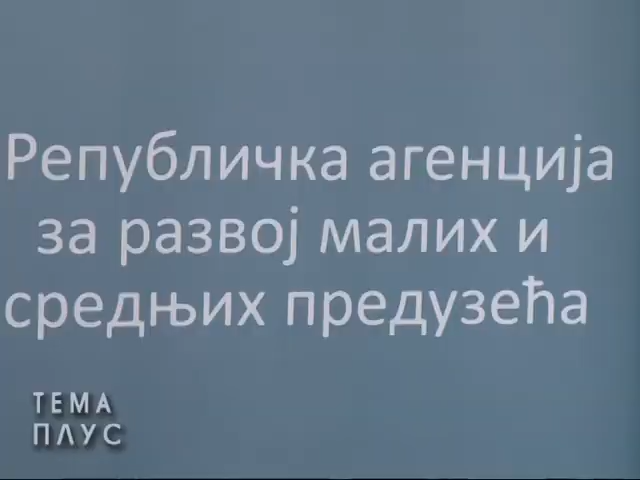 Републичка агенција
за развој малих и
средњих предузећа
ТЕМА
ПЛУС